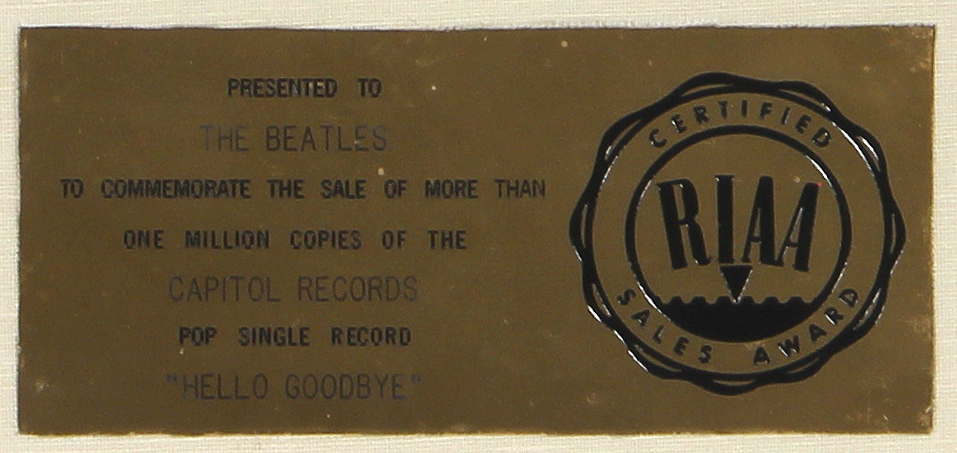 PRESENTED TO
THE BEATLES
TO COMMEMORATE THE SALE OF MORE THAN
ONE MILLION COPIES OF THE
CAPITOL RECORDS
POP SINGLE RECORD
"HELLO GOODBYE"
CERTIFIED
RIAA
SALES AWARD